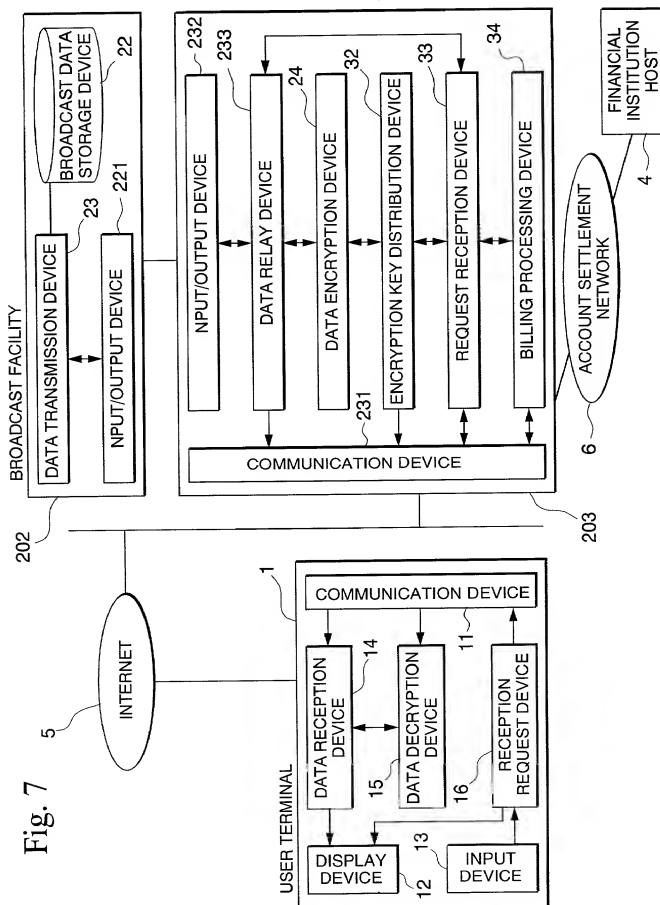 Fig. 7
5
INTERNET
USER TERMINAL
1
COMMUNICATION DEVICE
11
DATA RECEPTION
DEVICE
14
15
DATA DECRYPTION
DEVICE
16
RECEPTION
REQUEST DEVICE
DISPLAY
DEVICE
12
13
INPUT
DEVICE
BROADCAST FACILITY
202
DATA TRANSMISSION DEVICE
23
BROADCAST DATA
STORAGE DEVICE
22
NPUT/OUTPUT DEVICE
221
203
COMMUNICATION DEVICE
231
NPUT/OUTPUT DEVICE
232
DATA RELAY DEVICE
233
DATA ENCRYPTION DEVICE
24
ENCRYPTION KEY DISTRIBUTION DEVICE
32
REQUEST RECEPTION DEVICE
33
BILLING PROCESSING DEVICE
34
6
ACCOUNT SETTLEMENT
NETWORK
FINANCIAL
INSTITUTION
HOST
4